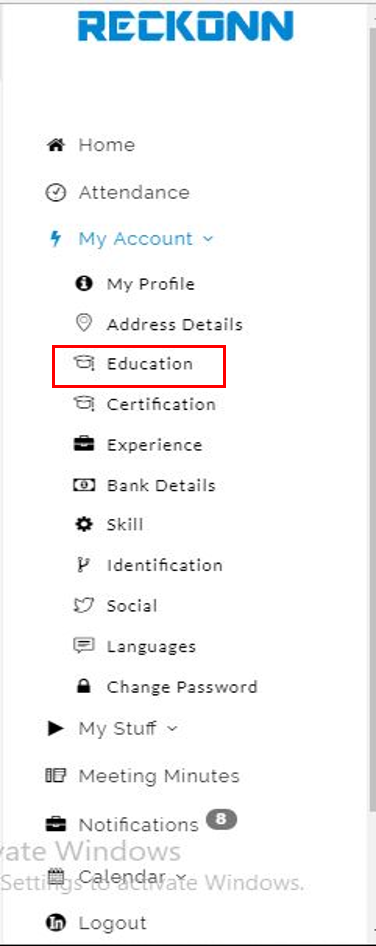 RECKONN
Home
Attendance
My Account
My Profile
Address Details
Education
Certification
Experience
Bank Details
Skill
Identification
Social
Languages
Change Password
My Stuff
Meeting Minutes
Notifications 8
vate Windows
Calendar
Settings to activate Windows.
Logout